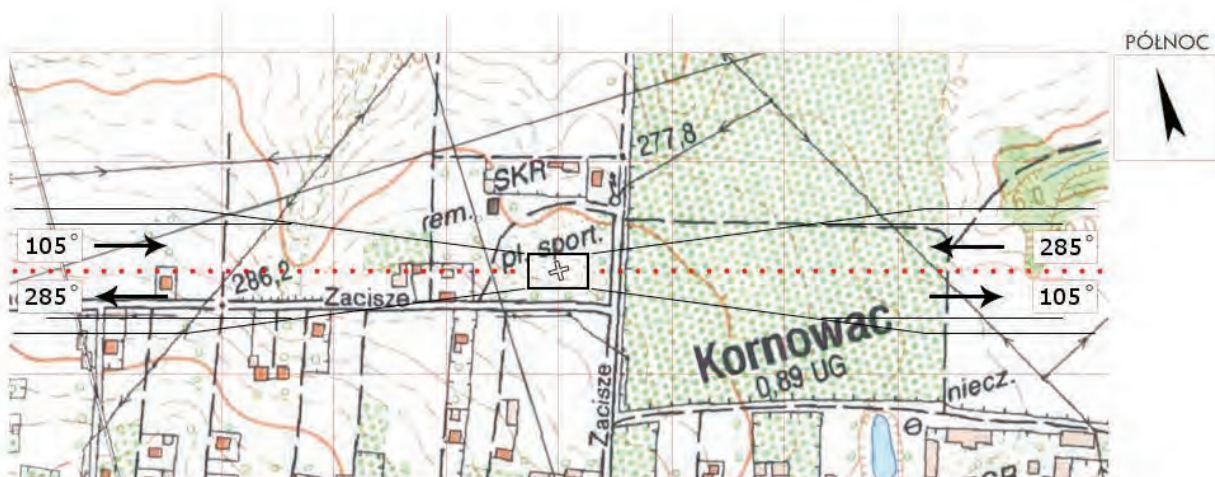 PÓŁNOC
277,8
SKR
rem.
pł. sport.
105°
285°
285°
105°
286,2
Zacisze
Kornowac
0,89 UG
niecz.
Zacisze